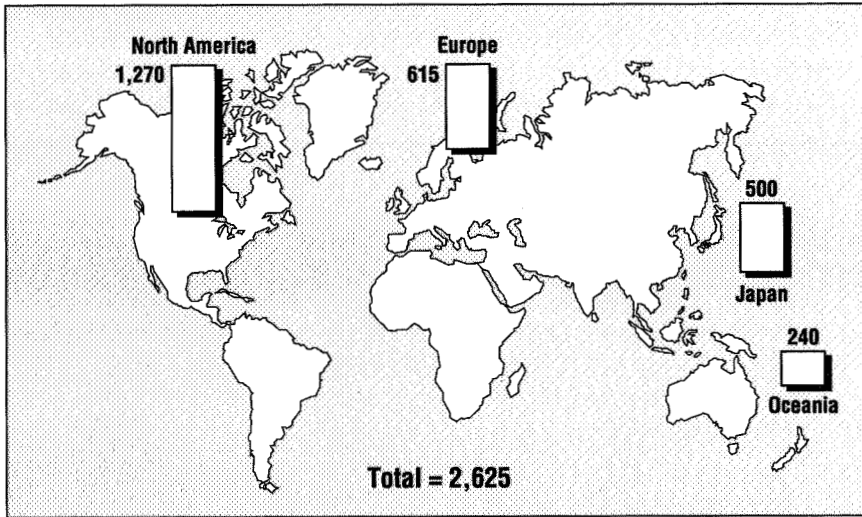 North America
1,270
Europe
615
500
Japan
240
Oceania
Total = 2,625